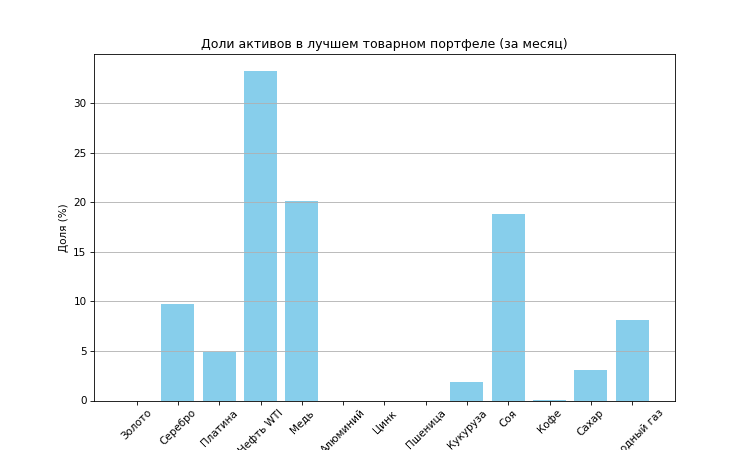 Доли активов в лучшем товарном портфеле (за месяц)
Доля (%)
30
25
20
15
10
5
0
Золото
Серебро
Платина
Нефть WTI
Медь
Алюминий
Цинк
Пшеница
Кукуруза
Соя
Кофе
Сахар
газ